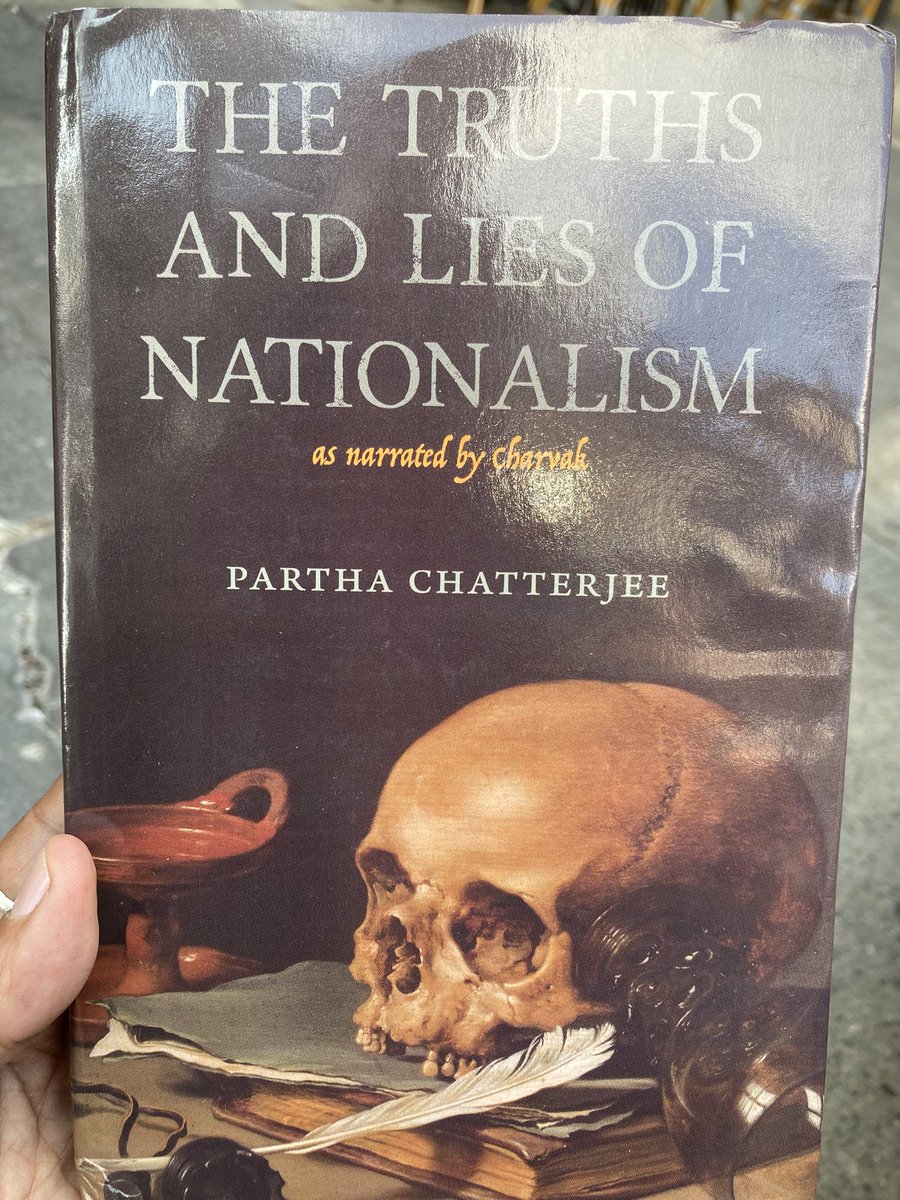 THE TRUTHS
AND LIES OF
NATIONALISM
as narrated by Charvak
PARTHA CHATTERJEE